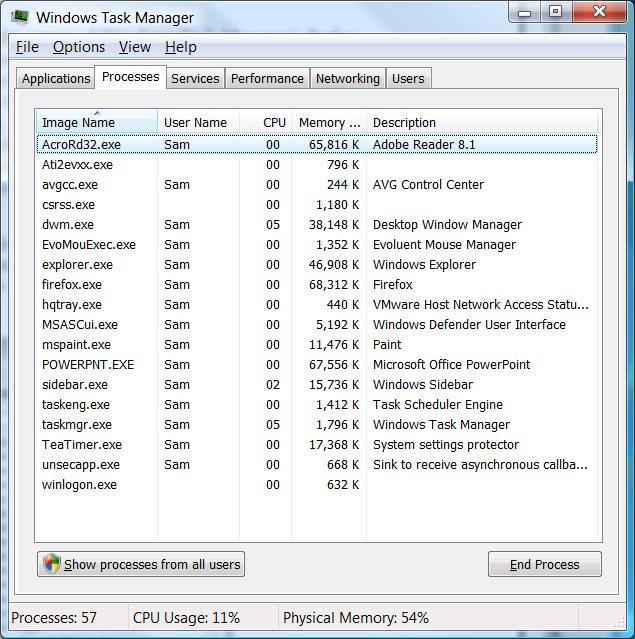 Windows Task Manager
File Options View Help
Applications Processes Services Performance Networking Users
Image Name User Name CPU Memory ... Description
AcroRd32.exe Sam 00 65,816 K Adobe Reader 8.1
Ati2evxx.exe 00 796 K
avgcc.exe Sam 00 244 K AVG Control Center
csrss.exe 00 1,180 K
dwm.exe Sam 05 38,148 K Desktop Window Manager
EvoMouExec.exe Sam 00 1,352 K Evoluent Mouse Manager
explorer.exe Sam 00 46,908 K Windows Explorer
firefox.exe Sam 00 68,312 K Firefox
hqtray.exe Sam 00 440 K VMware Host Network Access Statu...
MSASCui.exe Sam 00 5,192 K Windows Defender User Interface
mspaint.exe Sam 00 11,476 K Paint
POWERPNT.EXE Sam 00 67,556 K Microsoft Office PowerPoint
sidebar.exe Sam 02 15,736 K Windows Sidebar
taskeng.exe Sam 00 1,412 K Task Scheduler Engine
taskmgr.exe Sam 05 1,796 K Windows Task Manager
TeaTimer.exe Sam 00 17,368 K System settings protector
unsecapp.exe Sam 00 668 K Sink to receive asynchronous callba...
winlogon.exe 00 632 K
Show processes from all users End Process
Processes: 57 CPU Usage: 11% Physical Memory: 54%